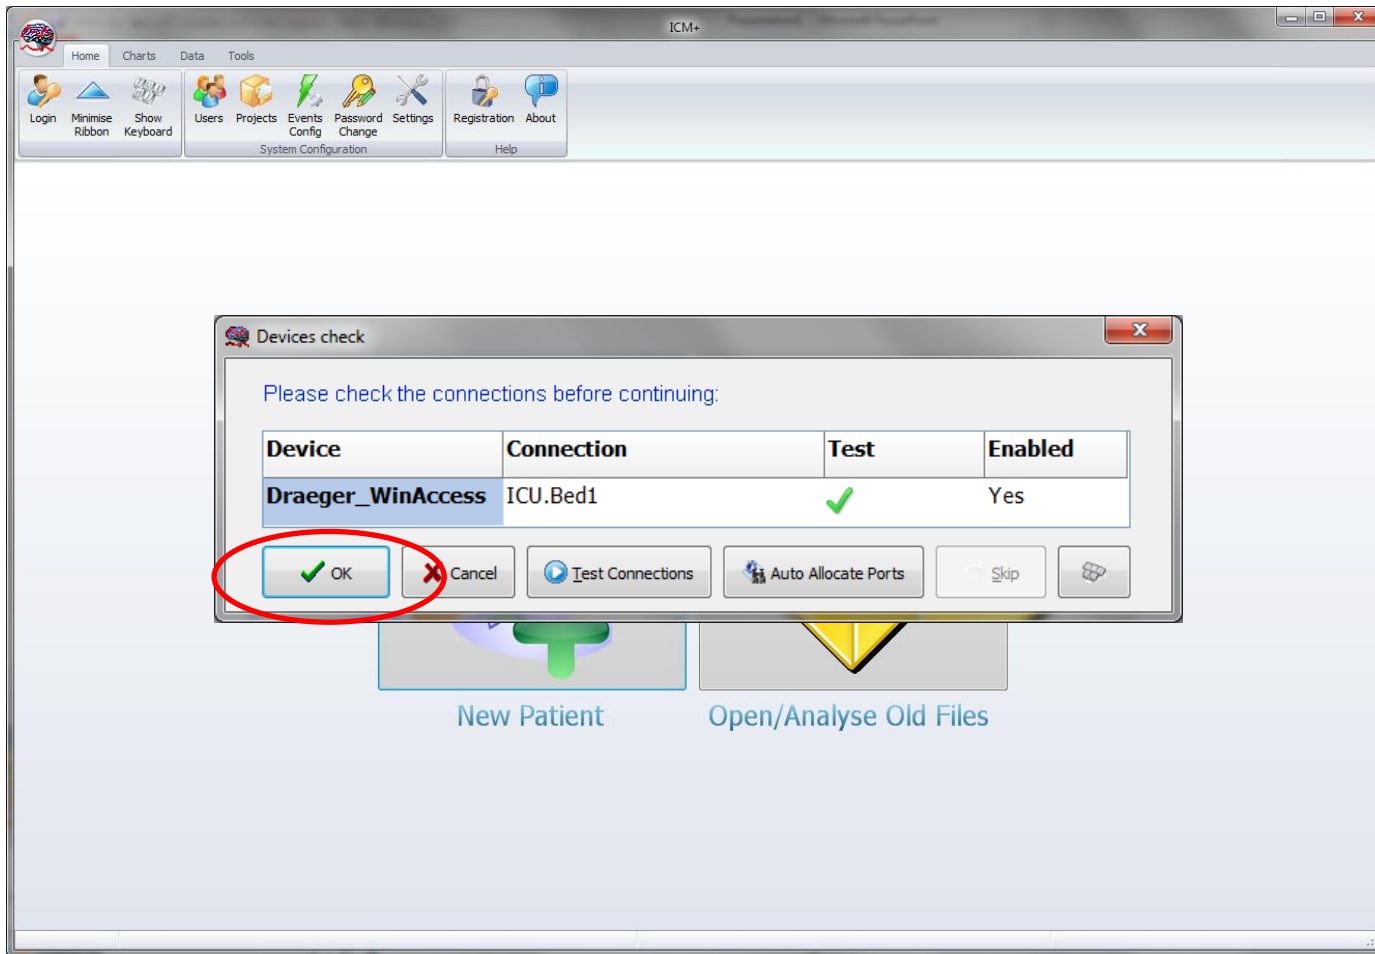 ICM+
Home Charts Data Tools
Login Minimise Ribbon Show Keyboard Users Projects Events Config Password Change Settings Registration About
System Configuration Help
Devices check
Please check the connections before continuing:
Device Connection Test Enabled
Draeger_WinAccess ICU.Bed1 Yes
OK Cancel Test Connections Auto Allocate Ports Skip
New Patient Open/Analyse Old Files